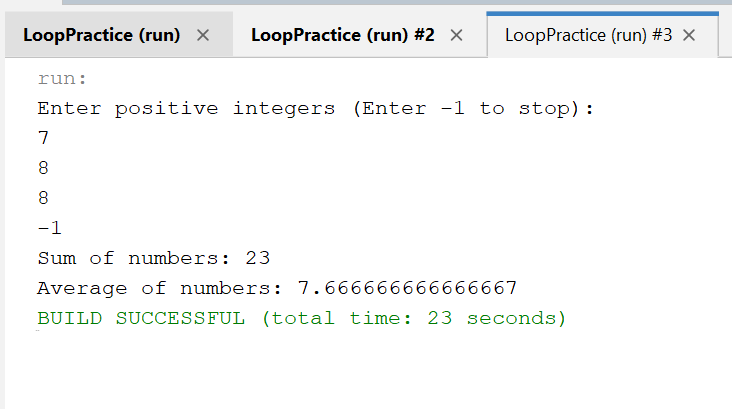 LoopPractice (run) × LoopPractice (run) #2 × LoopPractice (run) #3 ×
run:
Enter positive integers (Enter -1 to stop):
7
8
8
-1
Sum of numbers: 23
Average of numbers: 7.666666666666667
BUILD SUCCESSFUL (total time: 23 seconds)